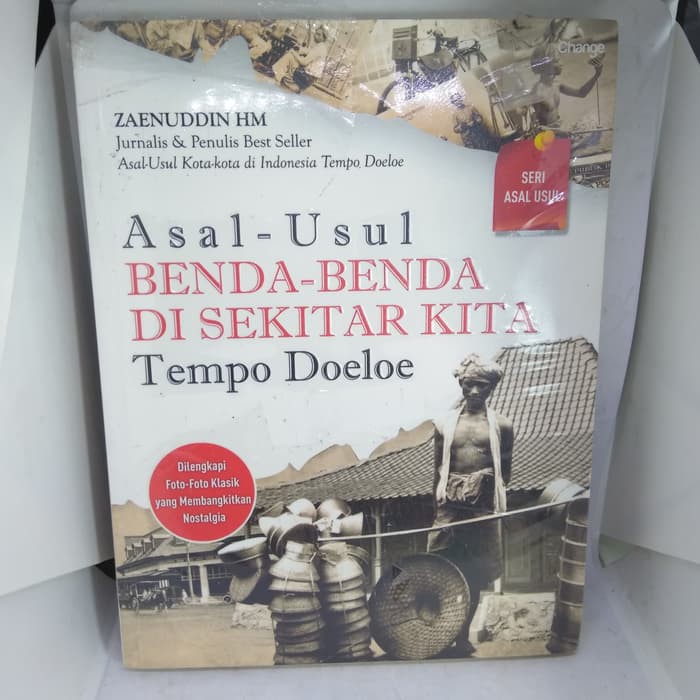 Change
ZAENUDDIN HM
Jurnalis & Penulis Best Seller
Asal-Usul Kota-kota di Indonesia Tempo Doeloe
SERI
ASAL USUL
Asal-Usul
BENDA-BENDA
DI SEKITAR KITA
Tempo Doeloe
Dilengkapi
Foto-Foto Klasik
yang Membangkitkan
Nostalgia